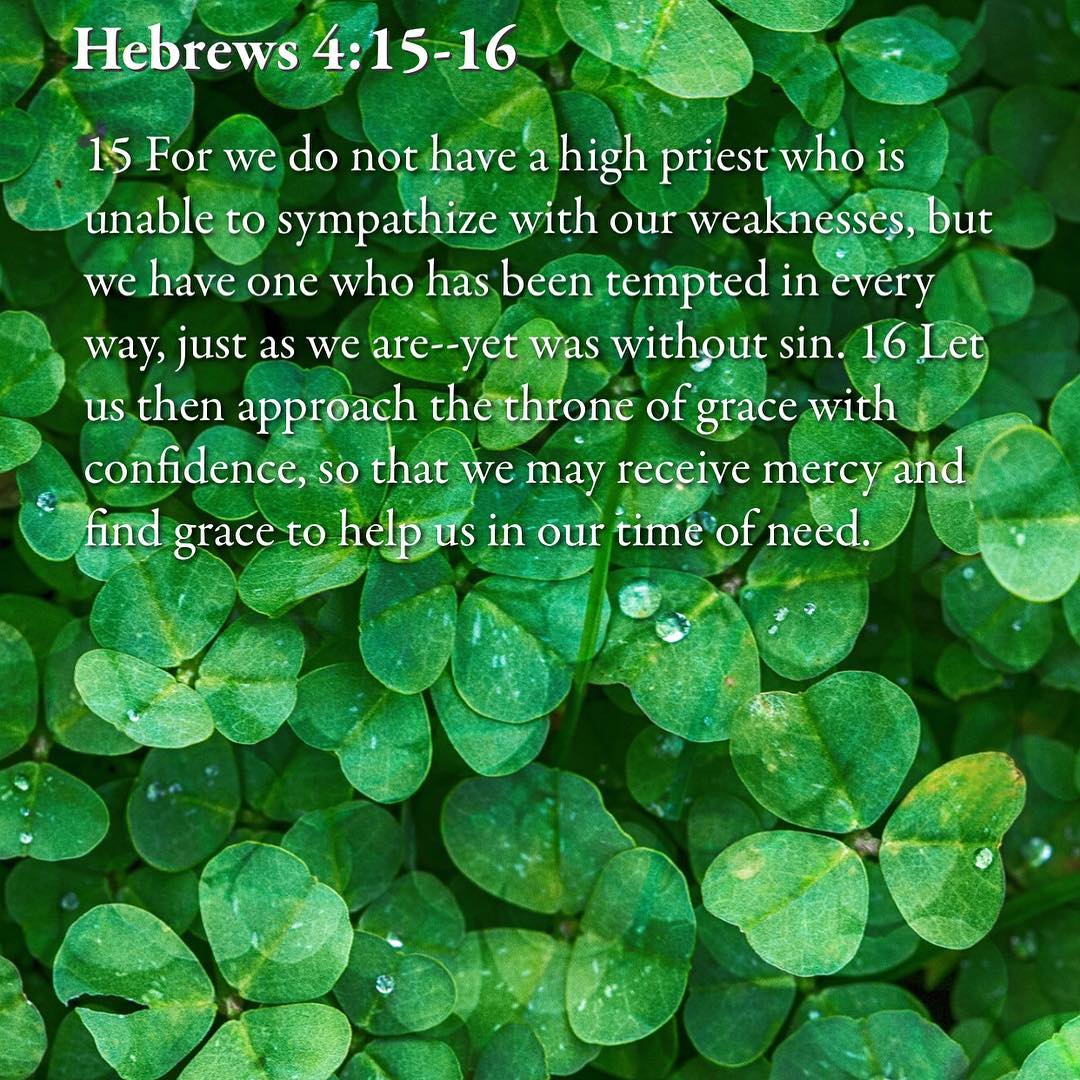 Hebrews 4:15-16
15 For we do not have a high priest who is
unable to sympathize with our weaknesses, but
we have one who has been tempted in every
way, just as we are--yet was without sin. 16 Let
us then approach the throne of grace with
confidence, so that we may receive mercy and
find grace to help us in our time of need.